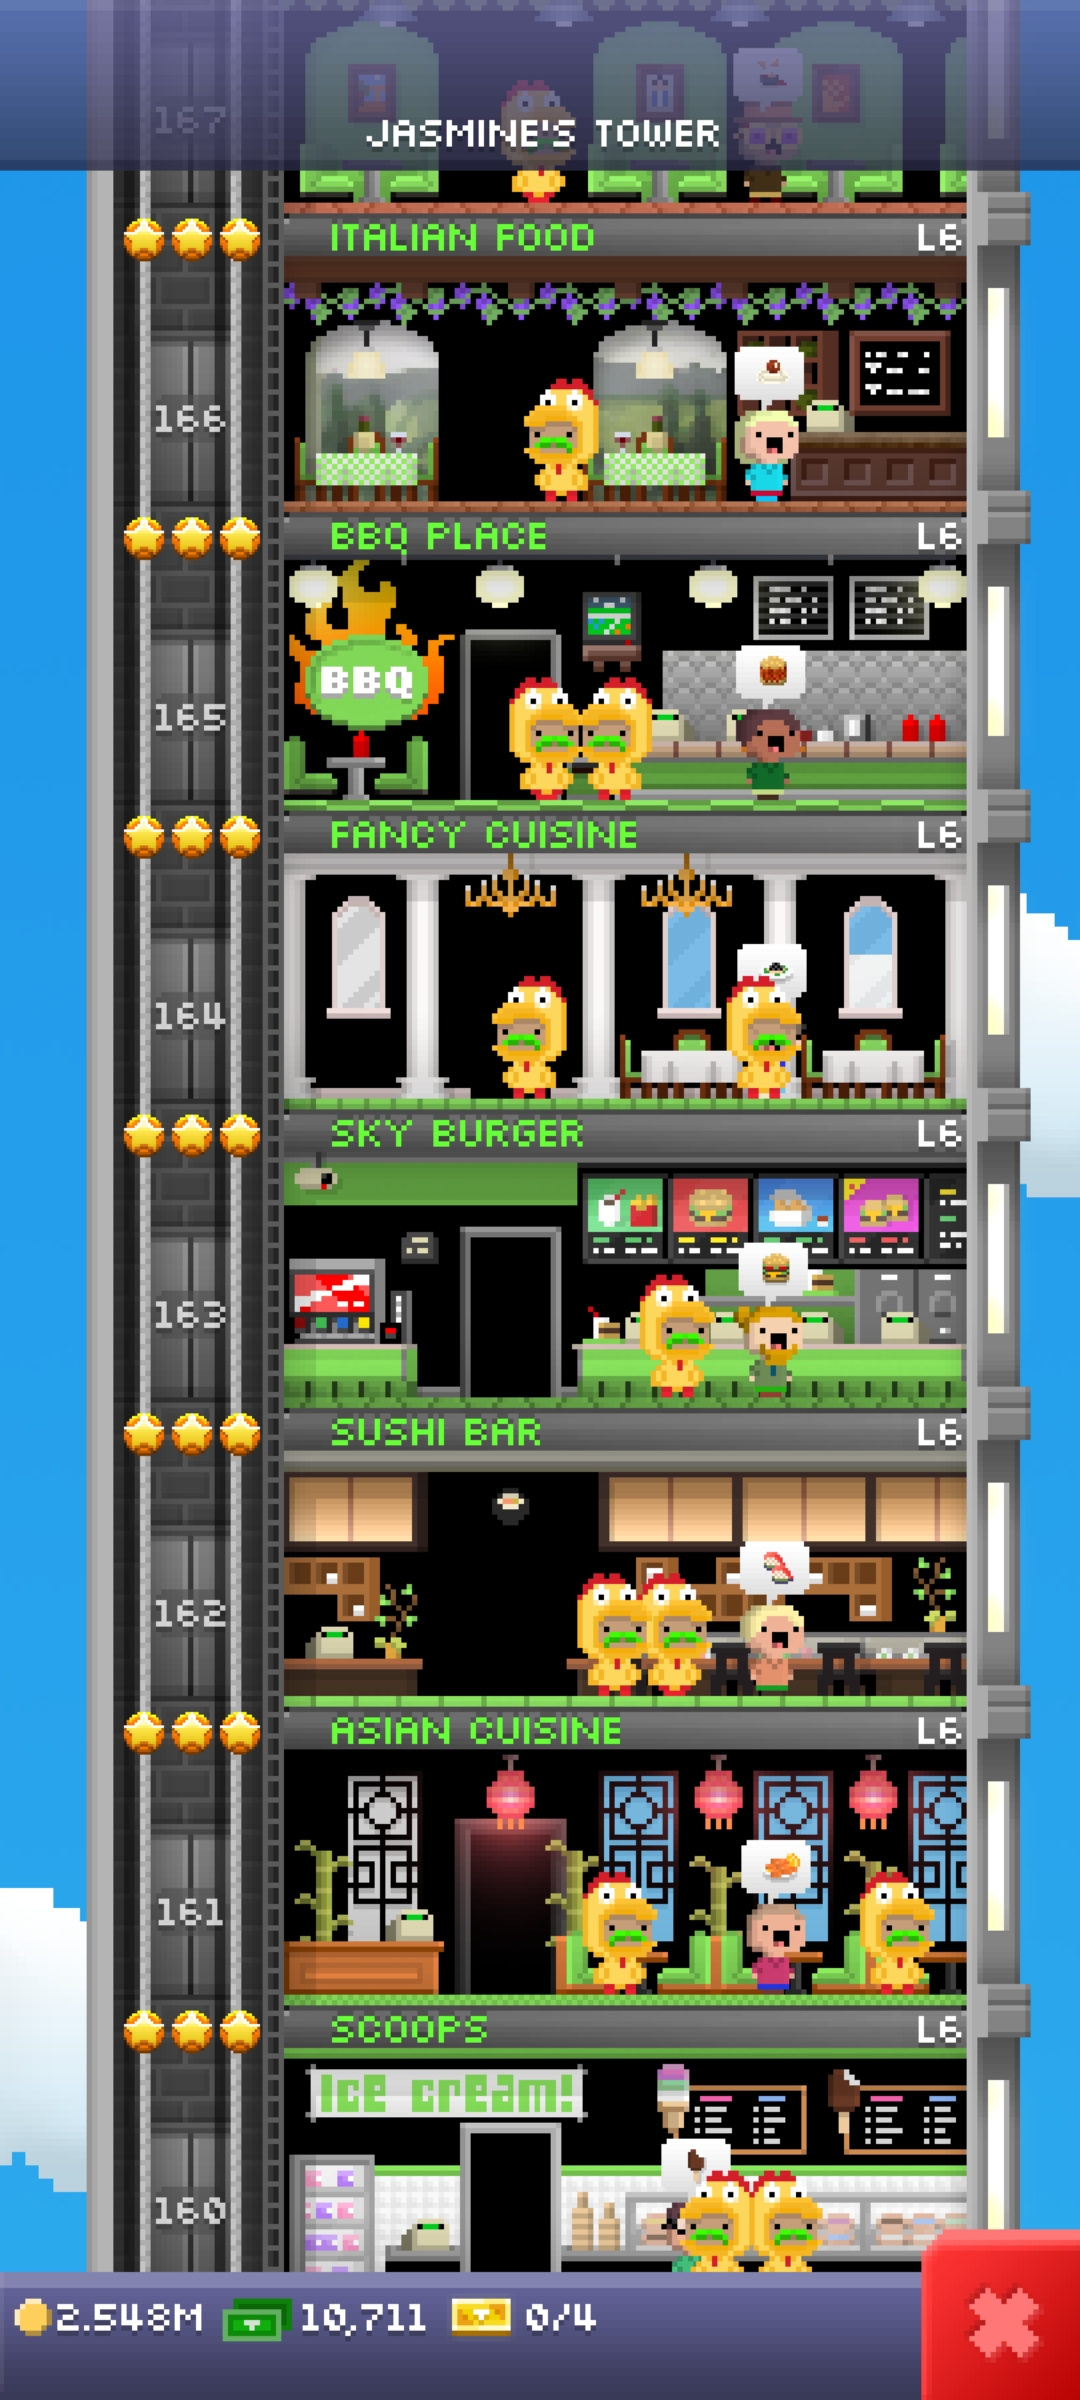 167
JASMINE'S TOWER
ITALIAN FOOD L6
166
BBQ PLACE L6
BBQ
165
FANCY CUISINE L6
164
SKY BURGER L6
163
SUSHI BAR L6
162
ASIAN CUISINE L6
161
SCOOPS L6
Ice cream!
160
2.548M 10,711 0/4